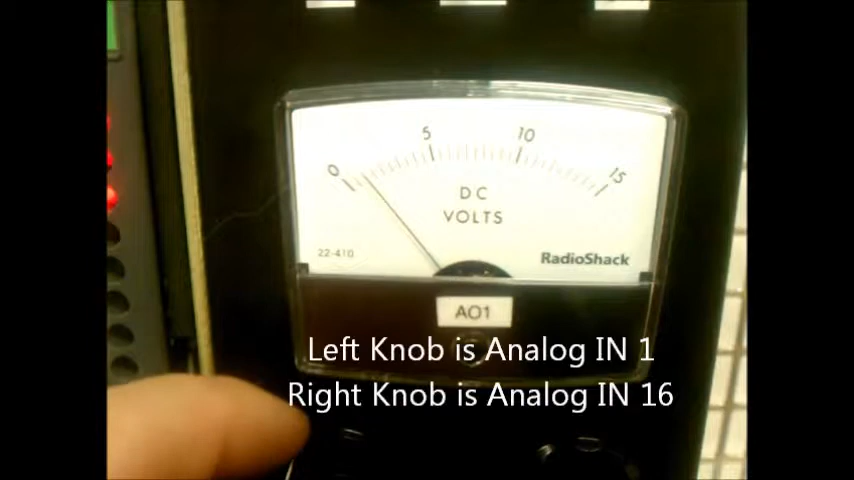 0 5 10 15
DC
VOLTS
22-410
RadioShack
AO1
Left Knob is Analog IN 1
Right Knob is Analog IN 16